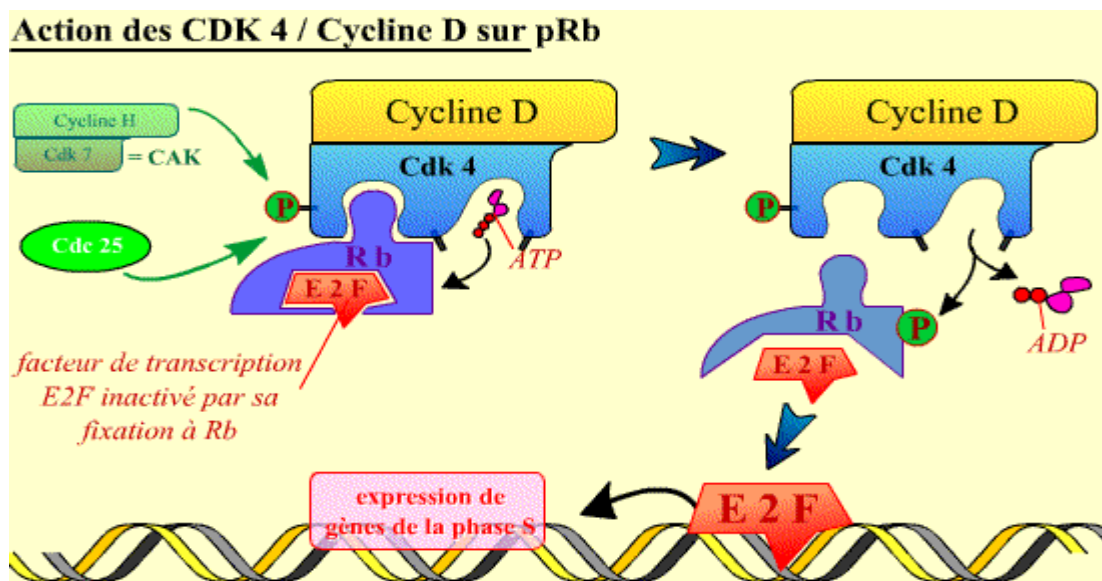 Action des CDK 4 / Cycline D sur pRb
Cycline H
Cdk 7
= CAK
Cdc 25
P
Cycline D
Cdk 4
R b
E 2 F
ATP
facteur de transcription
E2F inactivé par sa
fixation à Rb
Cycline D
Cdk 4
P
R b
P
E 2 F
ADP
E 2 F
expression de
gènes de la phase S